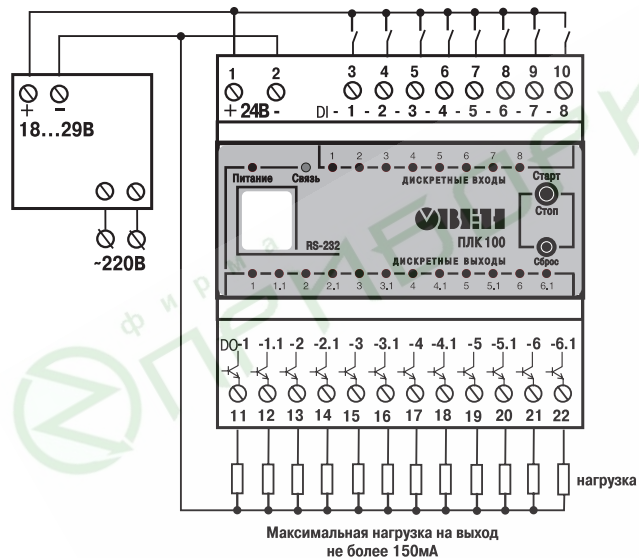 1 2 3 4 5 6 7 8 9 10
+ -
18...29В
~220В
+ 24В - DI - 1 - 2 - 3 - 4 - 5 - 6 - 7 - 8
1 2 3 4 5 6 7 8
Питание Связь ДИСКРЕТНЫЕ ВХОДЫ Старт
Стоп
ОВЕН
ПЛК 100
RS-232
ДИСКРЕТНЫЕ ВЫХОДЫ Сброс
1 1.1 2 2.1 3 3.1 4 4.1 5 5.1 6 6.1
DO-1 -1.1 -2 -2.1 -3 -3.1 -4 -4.1 -5 -5.1 -6 -6.1
11 12 13 14 15 16 17 18 19 20 21 22
нагрузка
Максимальная нагрузка на выход
не более 150мА
фирма